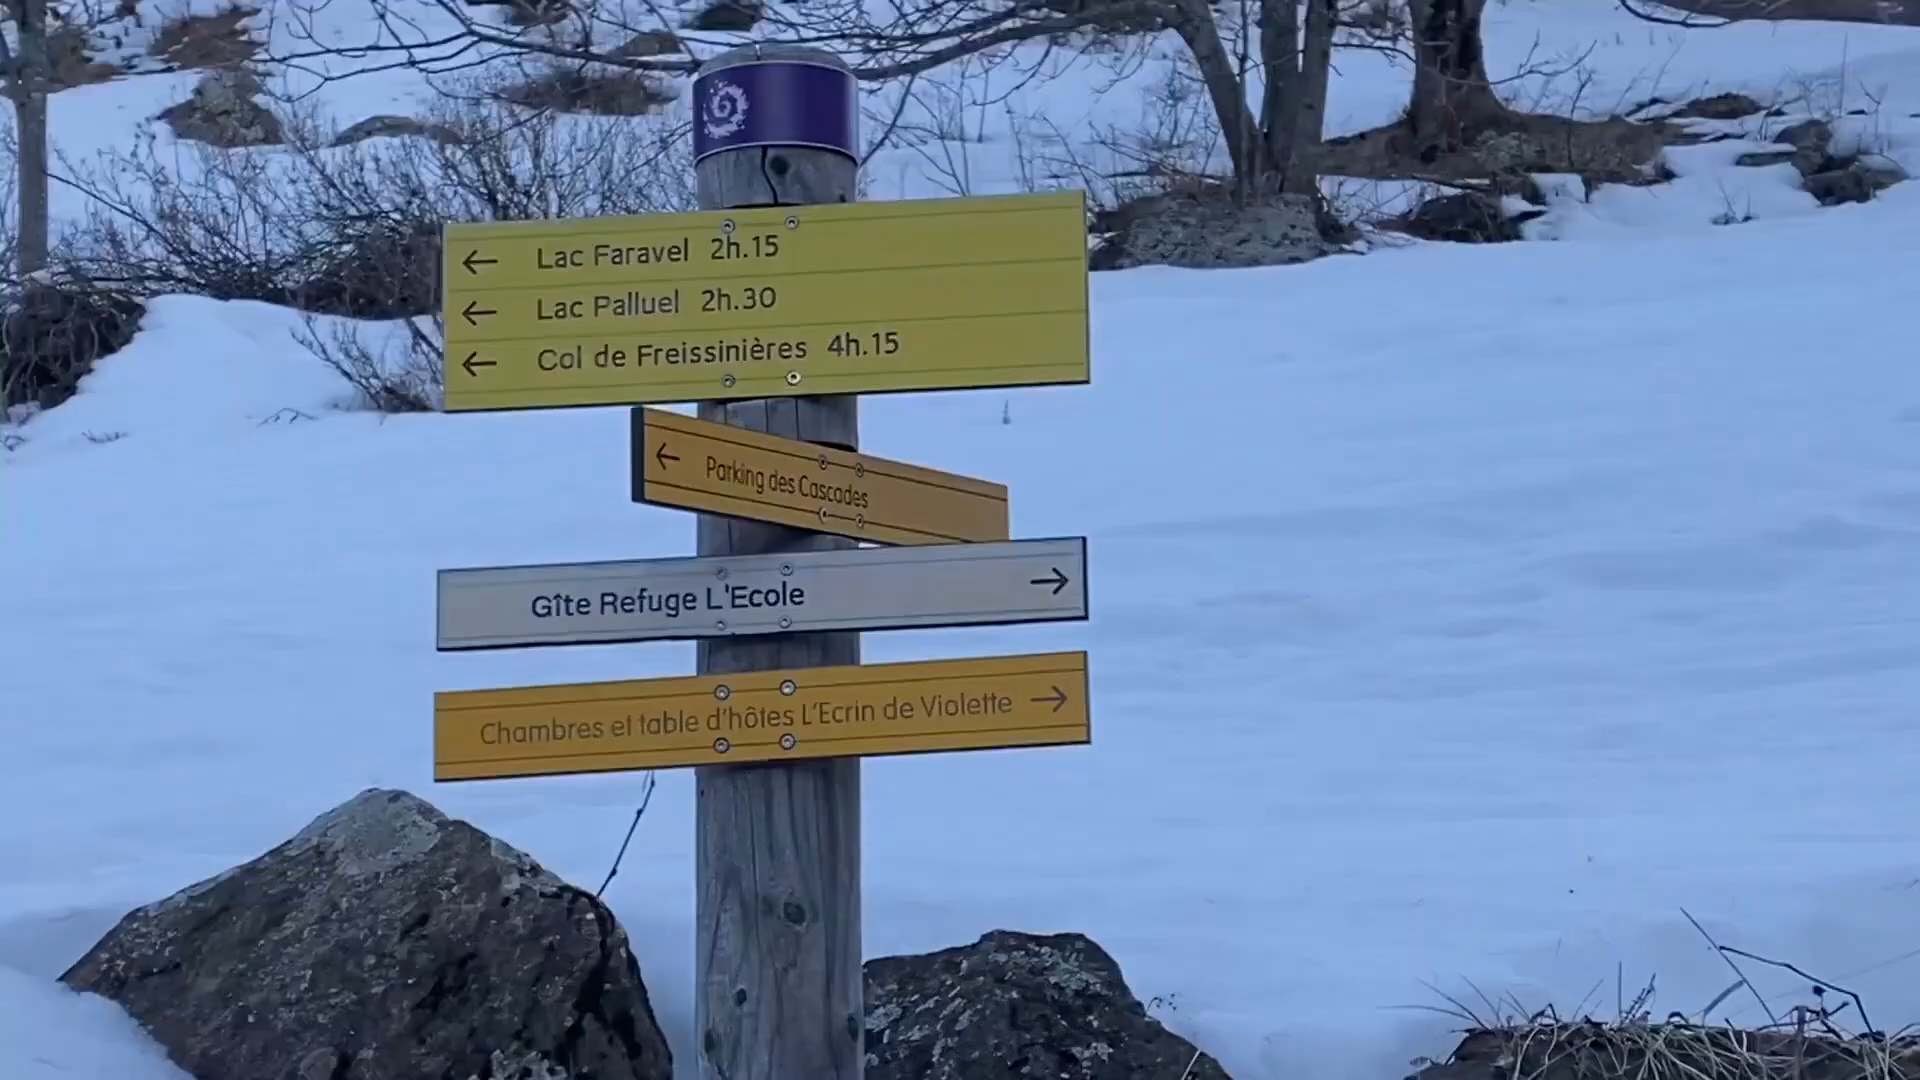 ← Lac Faravel 2h.15
← Lac Palluel 2h.30
← Col de Freissinières 4h.15
← Parking des Cascades
Gîte Refuge L'Ecole →
Chambres et table d'hôtes L'Ecrin de Violette →